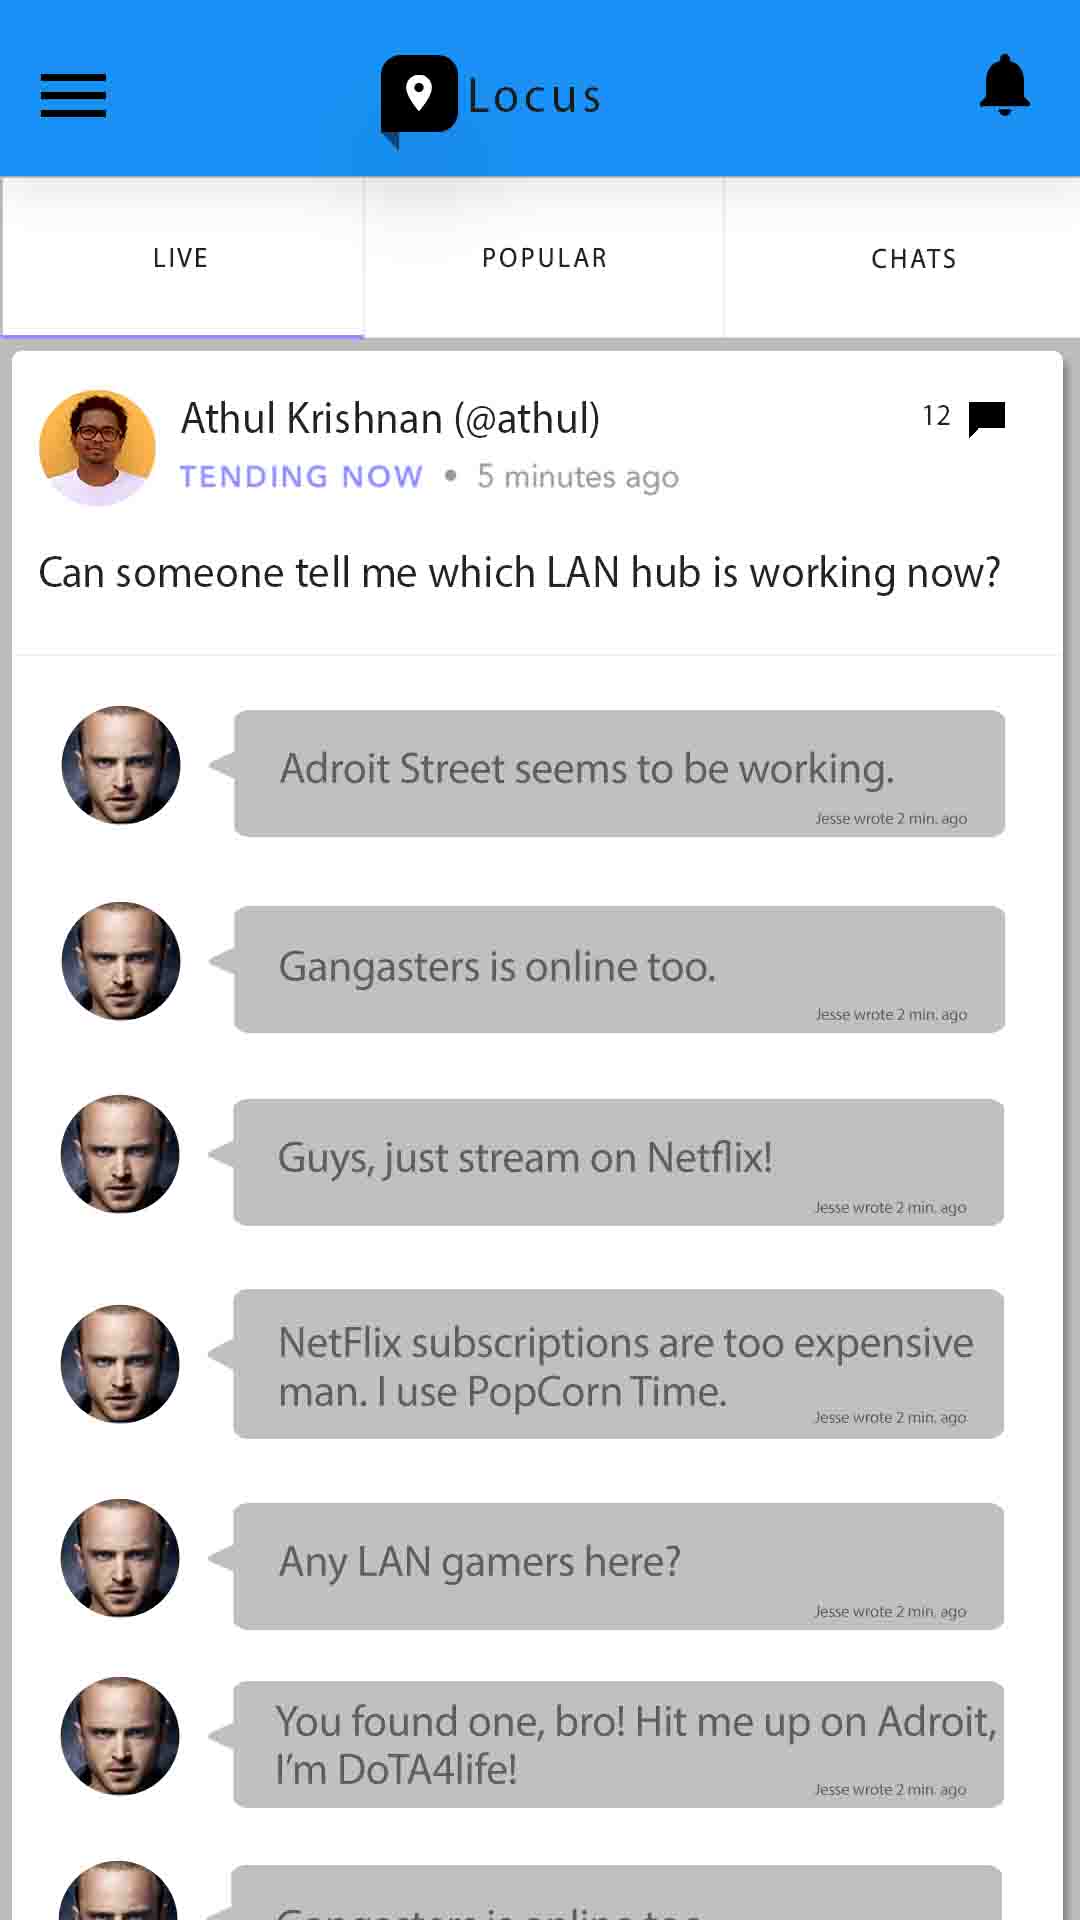 Locus
LIVE
POPULAR
CHATS
Athul Krishnan (@athul)
12
TENDING NOW • 5 minutes ago
Can someone tell me which LAN hub is working now?
Adroit Street seems to be working.
Jesse wrote 2 min. ago
Gangasters is online too.
Jesse wrote 2 min. ago
Guys, just stream on Netflix!
Jesse wrote 2 min. ago
NetFlix subscriptions are too expensive
man. I use PopCorn Time.
Jesse wrote 2 min. ago
Any LAN gamers here?
Jesse wrote 2 min. ago
You found one, bro! Hit me up on Adroit,
I'm DoTA4life!
Jesse wrote 2 min. ago
Gangasters is online too